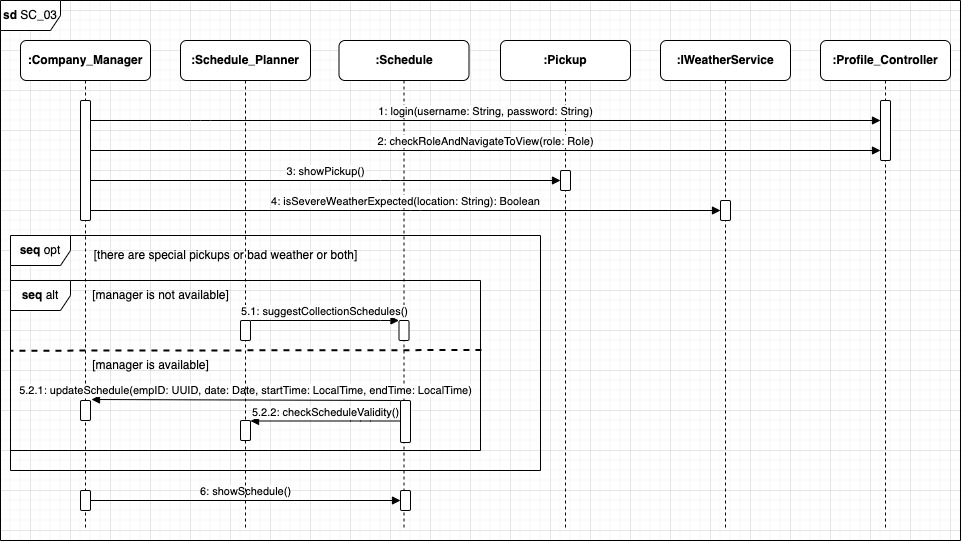 sd SC_03
:Company_Manager
:Schedule_Planner
:Schedule
:Pickup
:IWeatherService
:Profile_Controller
1: login(username: String, password: String)
2: checkRoleAndNavigateToView(role: Role)
3: showPickup()
4: isSevereWeatherExpected(location: String): Boolean
seq opt
[there are special pickups or bad weather or both]
seq alt
[manager is not available]
5.1: suggestCollectionSchedules()
[manager is available]
5.2.1: updateSchedule(empID: UUID, date: Date, startTime: LocalTime, endTime: LocalTime)
5.2.2: checkScheduleValidity()
6: showSchedule()